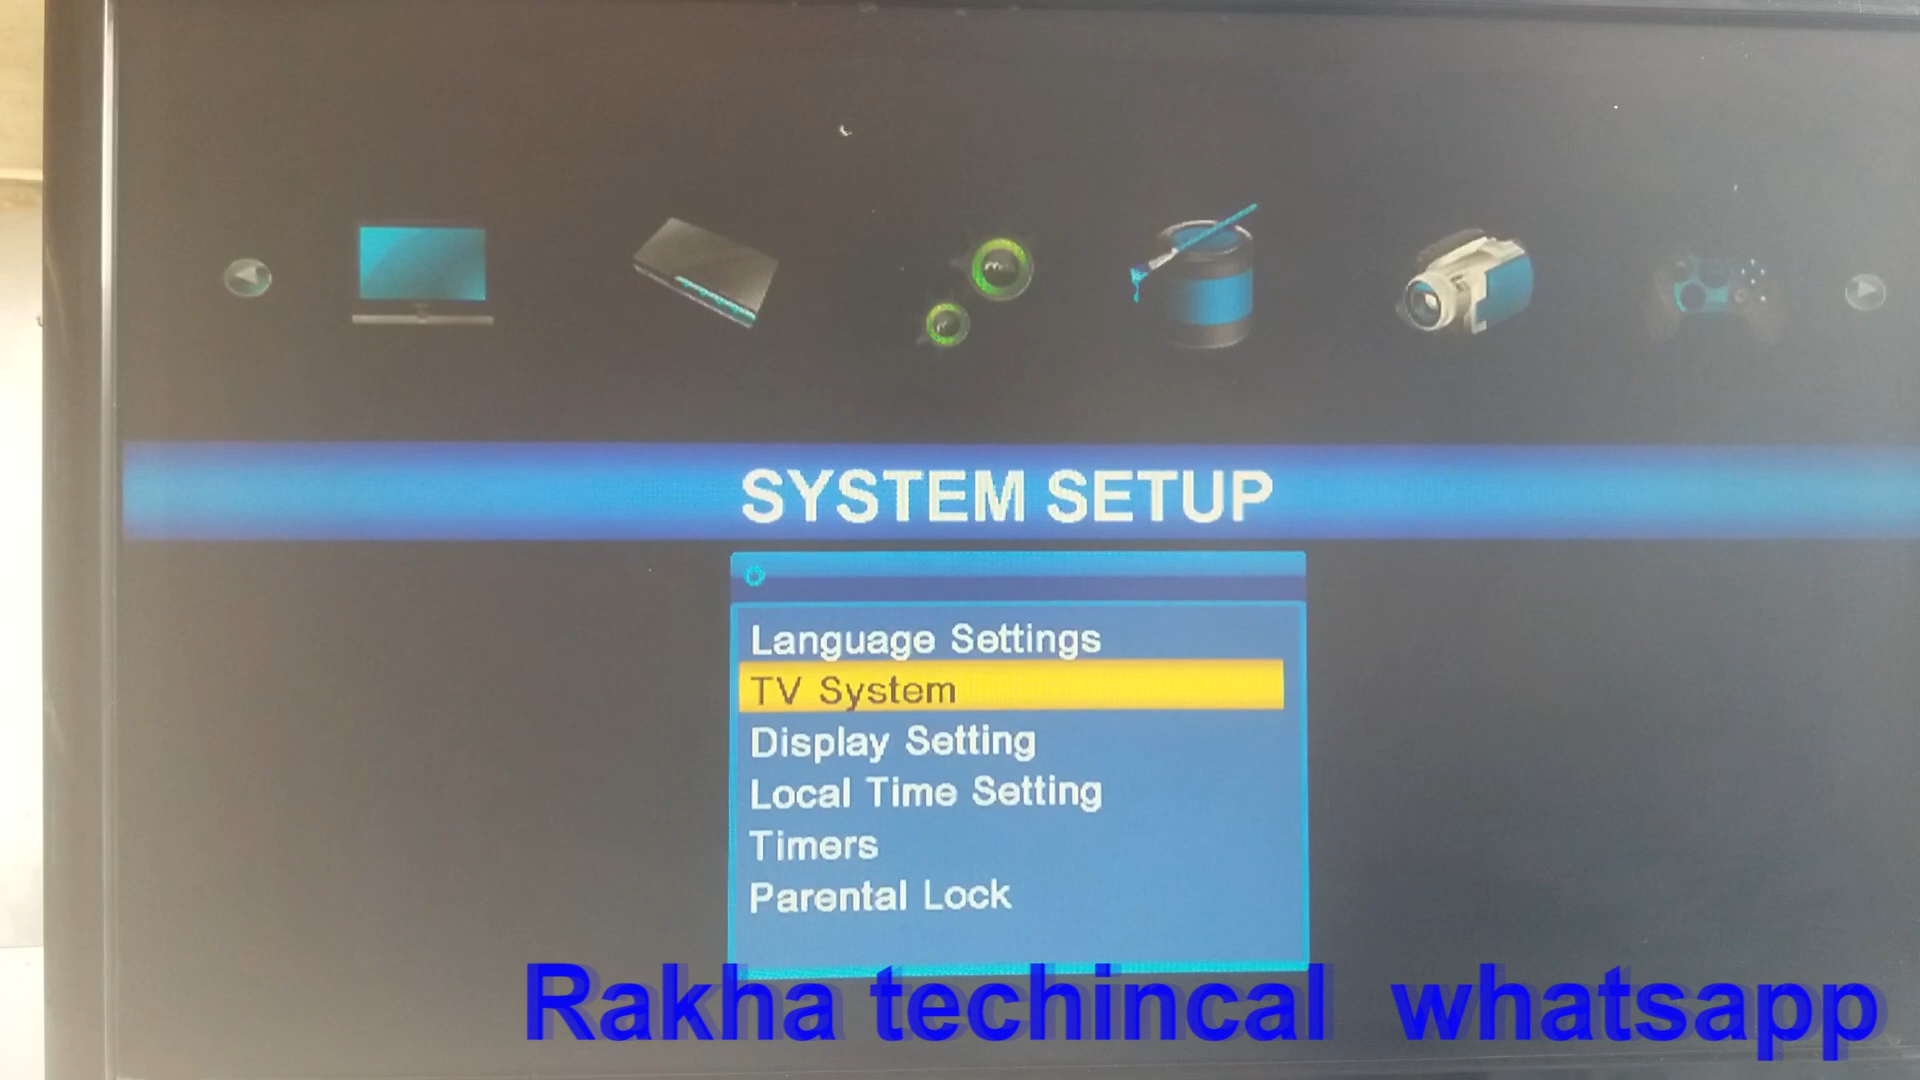 SYSTEM SETUP
Language Settings
TV System
Display Setting
Local Time Setting
Timers
Parental Lock
Rakha techincal whatsapp